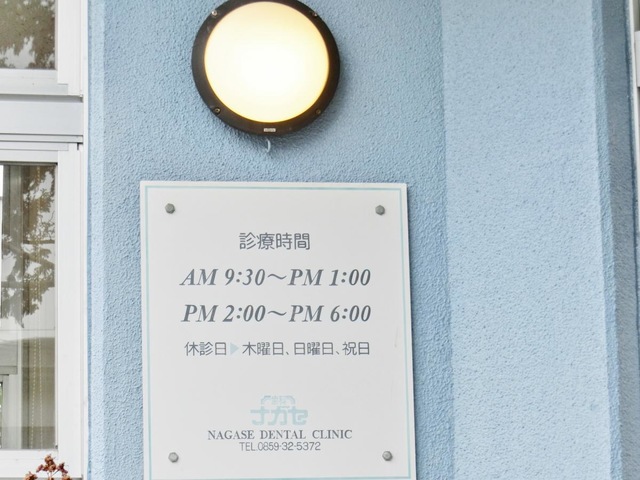 診療時間
AM 9:30～PM 1:00
PM 2:00～PM 6:00
休診日▶木曜日、日曜日、祝日
ナガセ
NAGASE DENTAL CLINIC
TEL.0859-32-5372